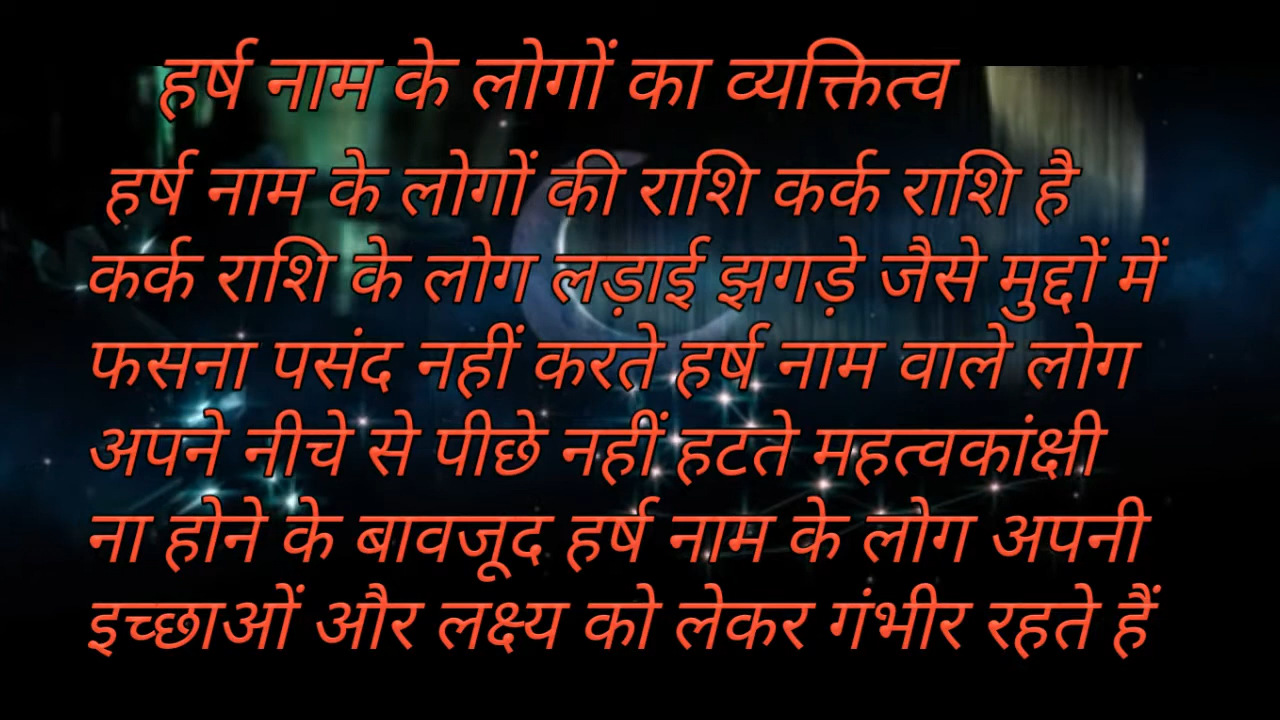 हर्ष नाम के लोगों का व्यक्तित्व
हर्ष नाम के लोगों की राशि कर्क राशि है
कर्क राशि के लोग लड़ाई झगड़े जैसे मुद्दों में
फसना पसंद नहीं करते हर्ष नाम वाले लोग
अपने नीचे से पीछे नहीं हटते महत्वकांक्षी
ना होने के बावजूद हर्ष नाम के लोग अपनी
इच्छाओं और लक्ष्य को लेकर गंभीर रहते हैं